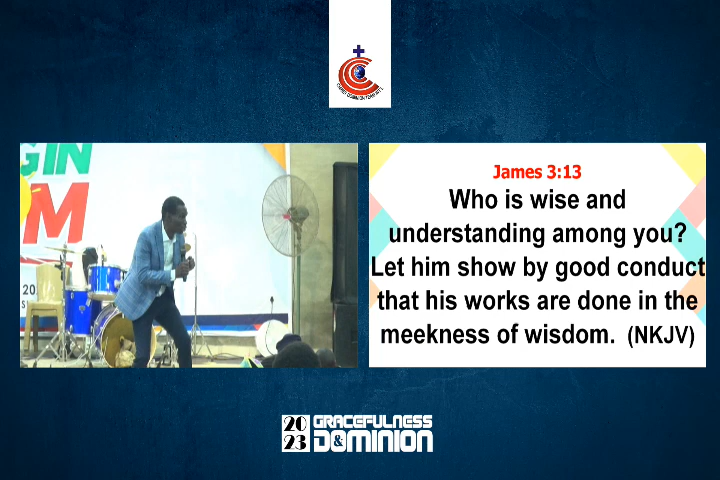 GIN
M
20
James 3:13
Who is wise and
understanding among you?
Let him show by good conduct
that his works are done in the
meekness of wisdom. (NKJV)
20
23
GRACEFULNESS
& DOMINION